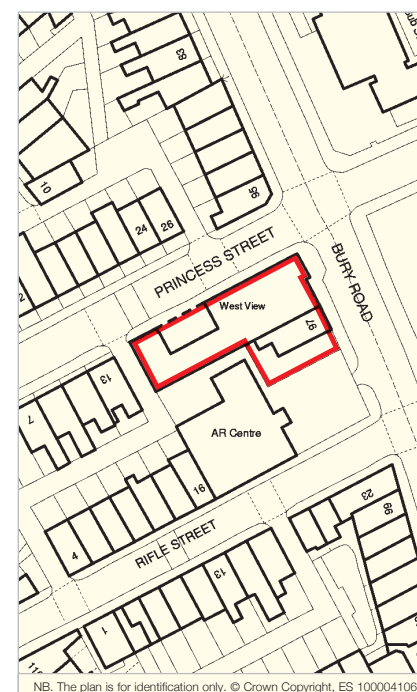 83
10
95
24
26
PRINCESS STREET
BURY ROAD
2
West View
97
13
7
AR Centre
16
23
99
4
RIFLE STREET
13
1
NB. The plan is for identification only. © Crown Copyright, ES 100004106